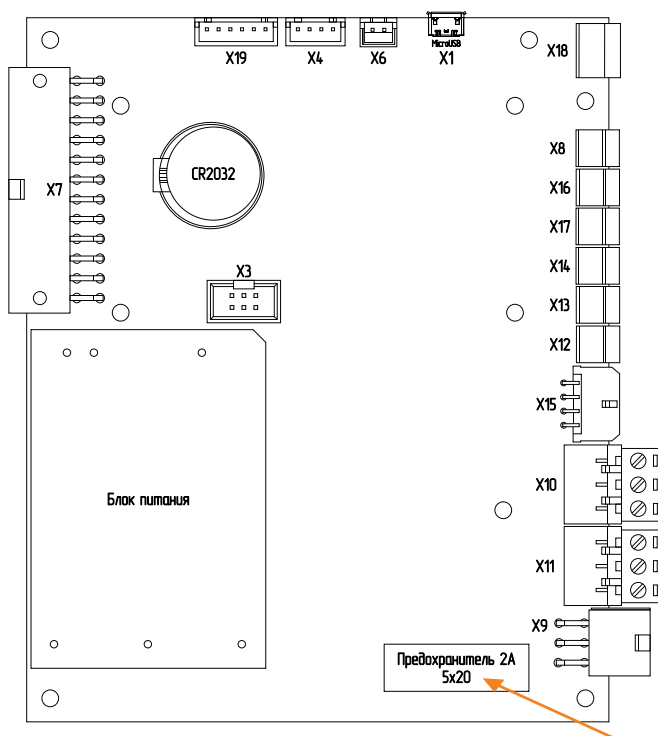 X19
X4
X6
MicroUSB
X1
X18
X7
CR2032
X8
X16
X17
X3
X14
X13
X12
X15
Блок питания
X10
X11
X9
Предохранитель 2А
5x20